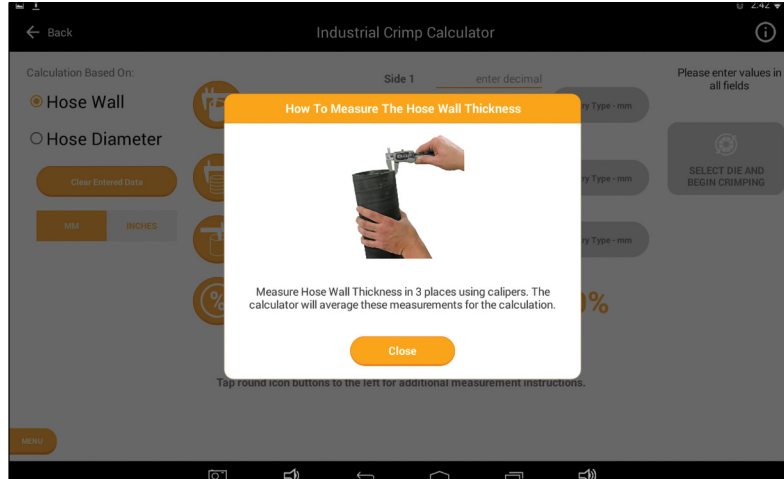 2:42
Back
Industrial Crimp Calculator
Calculation Based On:
Hose Wall
Hose Diameter
Clear Entered Data
MM
INCHES
Side 1
enter decimal
How To Measure The Hose Wall Thickness
Measure Hose Wall Thickness in 3 places using calipers. The
calculator will average these measurements for the calculation.
Close
ry Type - mm
ry Type - mm
ry Type - mm
%
%
Please enter values in
all fields
SELECT DIE AND
BEGIN CRIMPING
Tap round icon buttons to the left for additional measurement instructions.
MENU